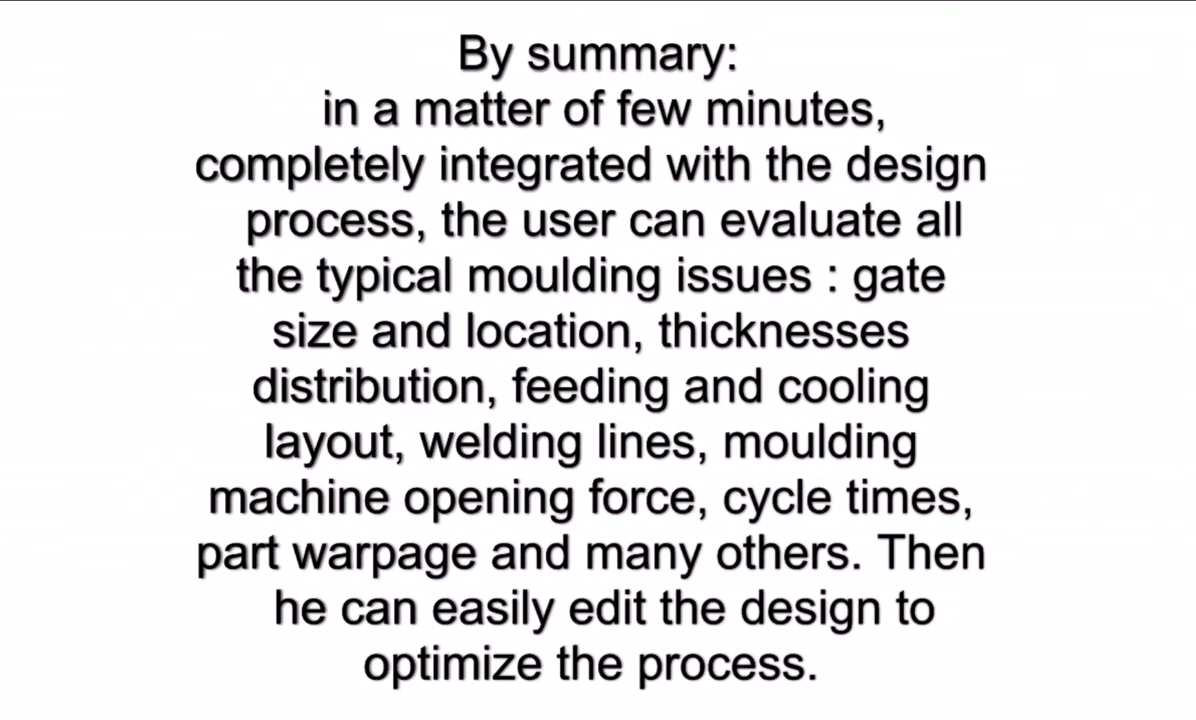 By summary:
in a matter of few minutes,
completely integrated with the design
process, the user can evaluate all
the typical moulding issues : gate
size and location, thicknesses
distribution, feeding and cooling
layout, welding lines, moulding
machine opening force, cycle times,
part warpage and many others. Then
he can easily edit the design to
optimize the process.